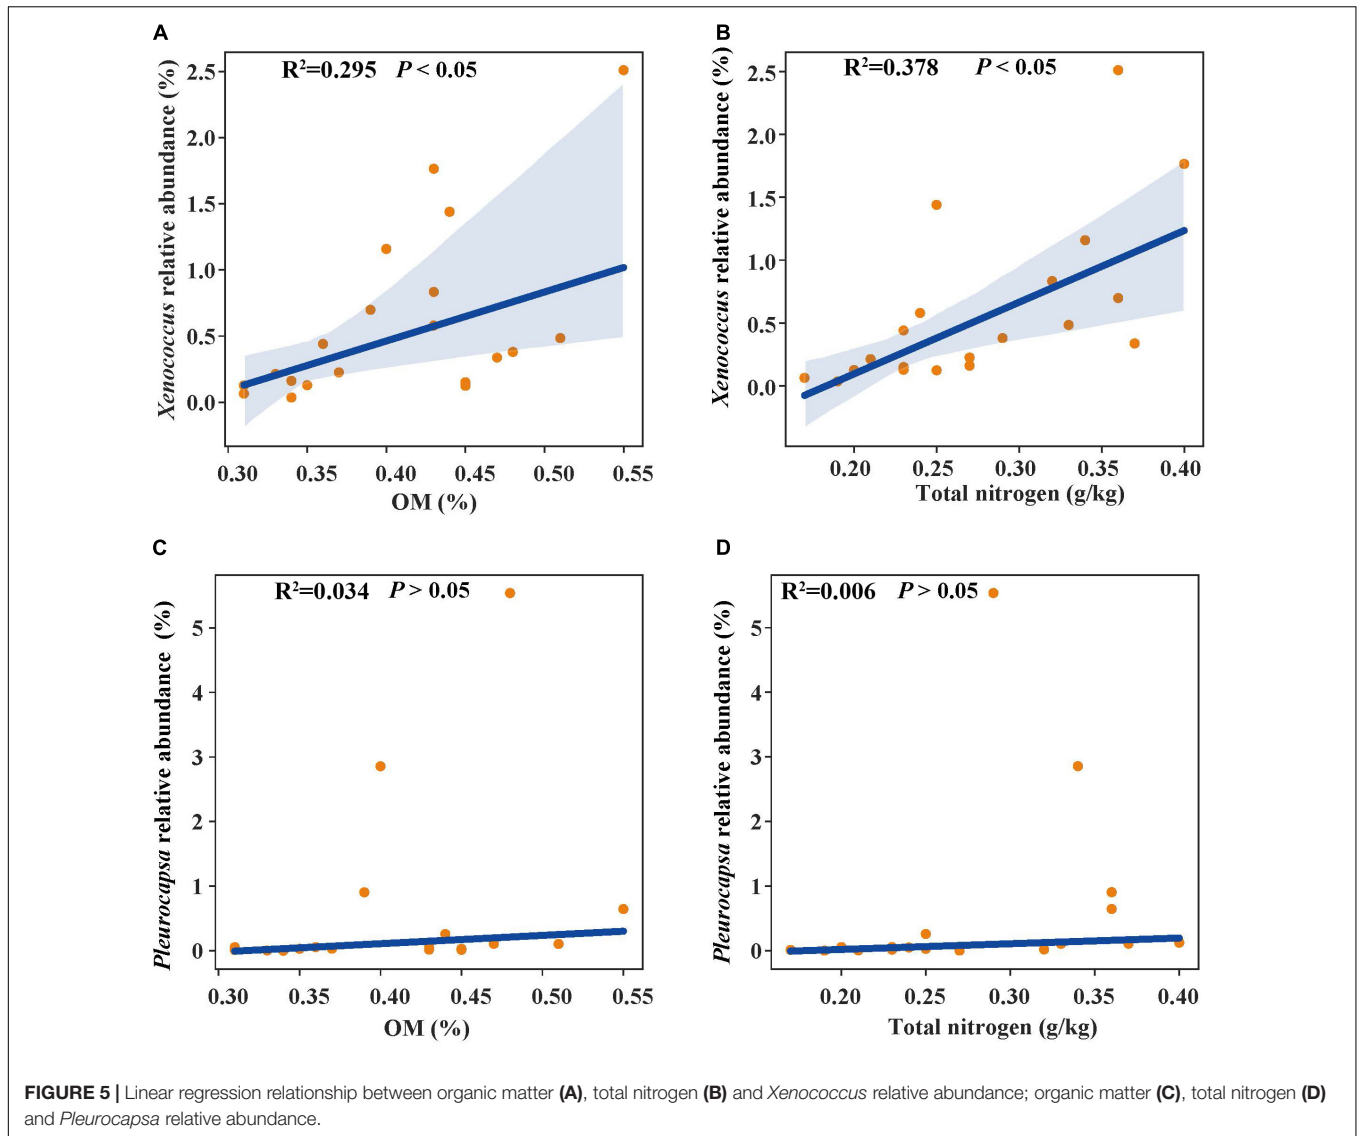 A
R²=0.295 P < 0.05
Xenococcus relative abundance (%)
2.5
2.0
1.5
1.0
0.5
0.0
0.30 0.35 0.40 0.45 0.50 0.55
OM (%)
B
R²=0.378 P < 0.05
Xenococcus relative abundance (%)
2.5
2.0
1.5
1.0
0.5
0.0
0.20 0.25 0.30 0.35 0.40
Total nitrogen (g/kg)
C
R²=0.034 P > 0.05
Pleurocapsa relative abundance (%)
5
4
3
2
1
0
0.30 0.35 0.40 0.45 0.50 0.55
OM (%)
D
R²=0.006 P > 0.05
Pleurocapsa relative abundance (%)
5
4
3
2
1
0
0.20 0.25 0.30 0.35 0.40
Total nitrogen (g/kg)
FIGURE 5 | Linear regression relationship between organic matter (A), total nitrogen (B) and Xenococcus relative abundance; organic matter (C), total nitrogen (D)
and Pleurocapsa relative abundance.